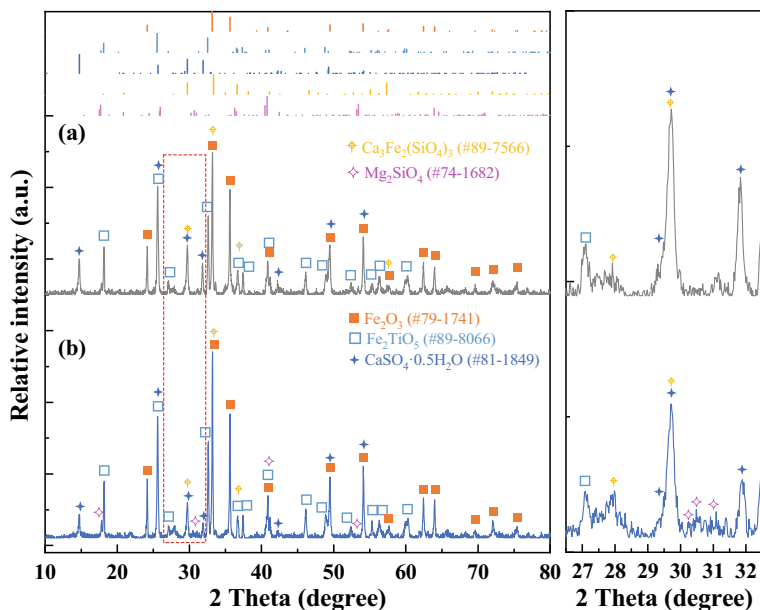 (a)
Ca₃Fe₂(SiO₄)₃ (#89-7566)
Mg₂SiO₄ (#74-1682)
Fe₂O₃ (#79-1741)
Fe₂TiO₅ (#89-8066)
CaSO₄·0.5H₂O (#81-1849)
(b)
Relative intensity (a.u.)
10 20 30 40 50 60 70 80
2 Theta (degree)
26.5 27 28 29 30 31 32
2 Theta (degree)